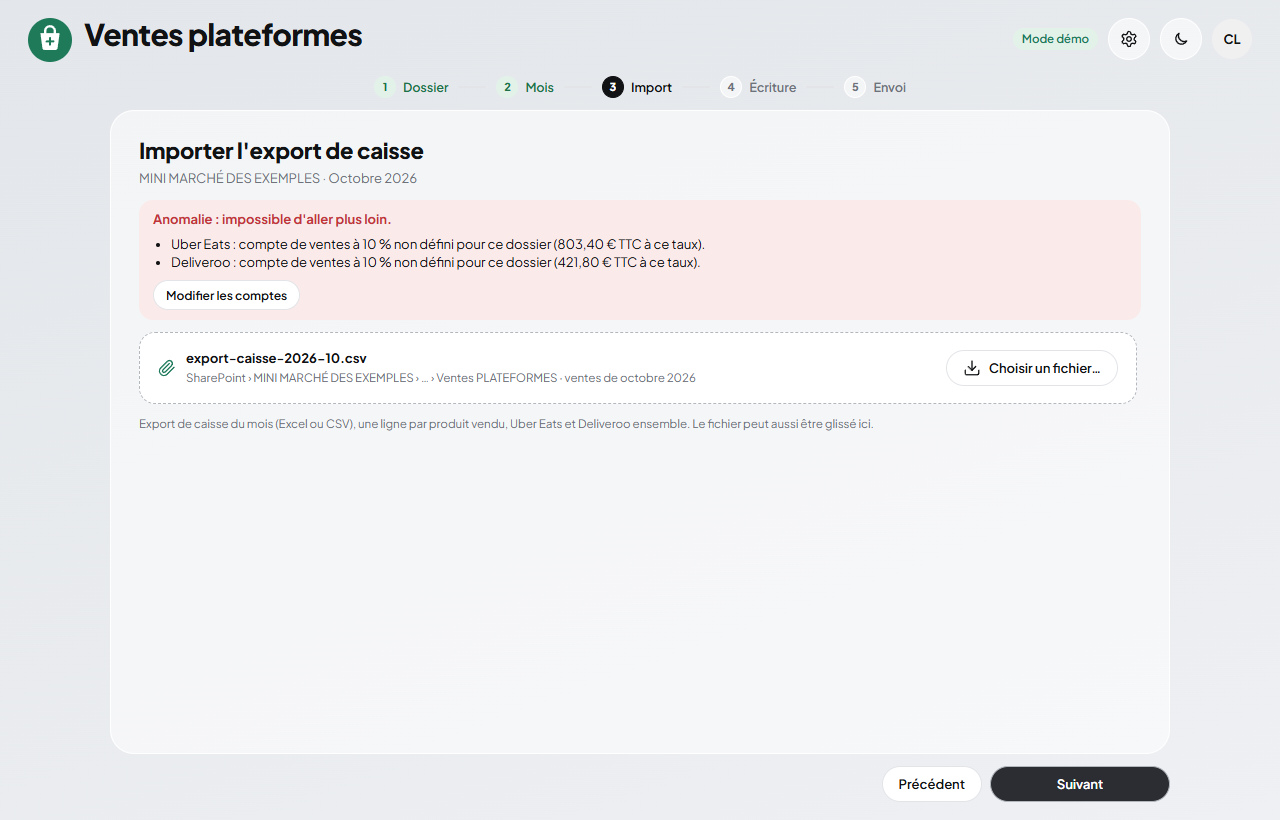 Ventes plateformes
Mode démo
CL
1 Dossier
2 Mois
3 Import
4 Écriture
5 Envoi
Importer l'export de caisse
MINI MARCHÉ DES EXEMPLES · Octobre 2026
Anomalie : impossible d'aller plus loin.
• Uber Eats : compte de ventes à 10 % non défini pour ce dossier (803,40 € TTC à ce taux).
• Deliveroo : compte de ventes à 10 % non défini pour ce dossier (421,80 € TTC à ce taux).
Modifier les comptes
export-caisse-2026-10.csv
SharePoint › MINI MARCHÉ DES EXEMPLES › … › Ventes PLATEFORMES · ventes de octobre 2026
Choisir un fichier…
Export de caisse du mois (Excel ou CSV), une ligne par produit vendu, Uber Eats et Deliveroo ensemble. Le fichier peut aussi être glissé ici.
Précédent
Suivant